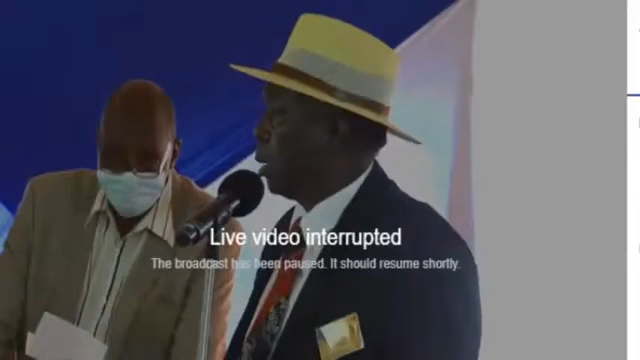 Live video interrupted
The broadcast has been paused. It should resume shortly.